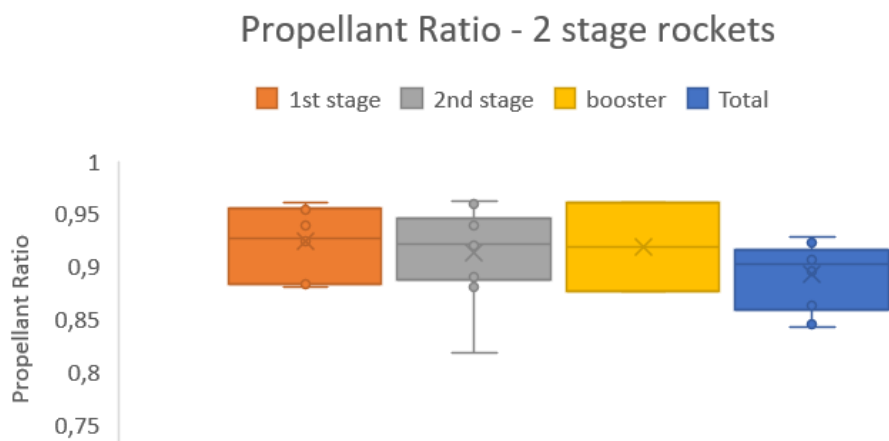 Propellant Ratio - 2 stage rockets
1st stage 2nd stage booster Total
1
0,95
0,9
0,85
0,8
0,75
Propellant Ratio